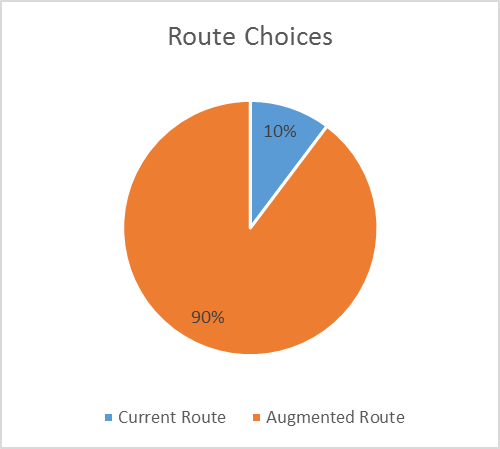 Route Choices
10%
90%
Current Route
Augmented Route